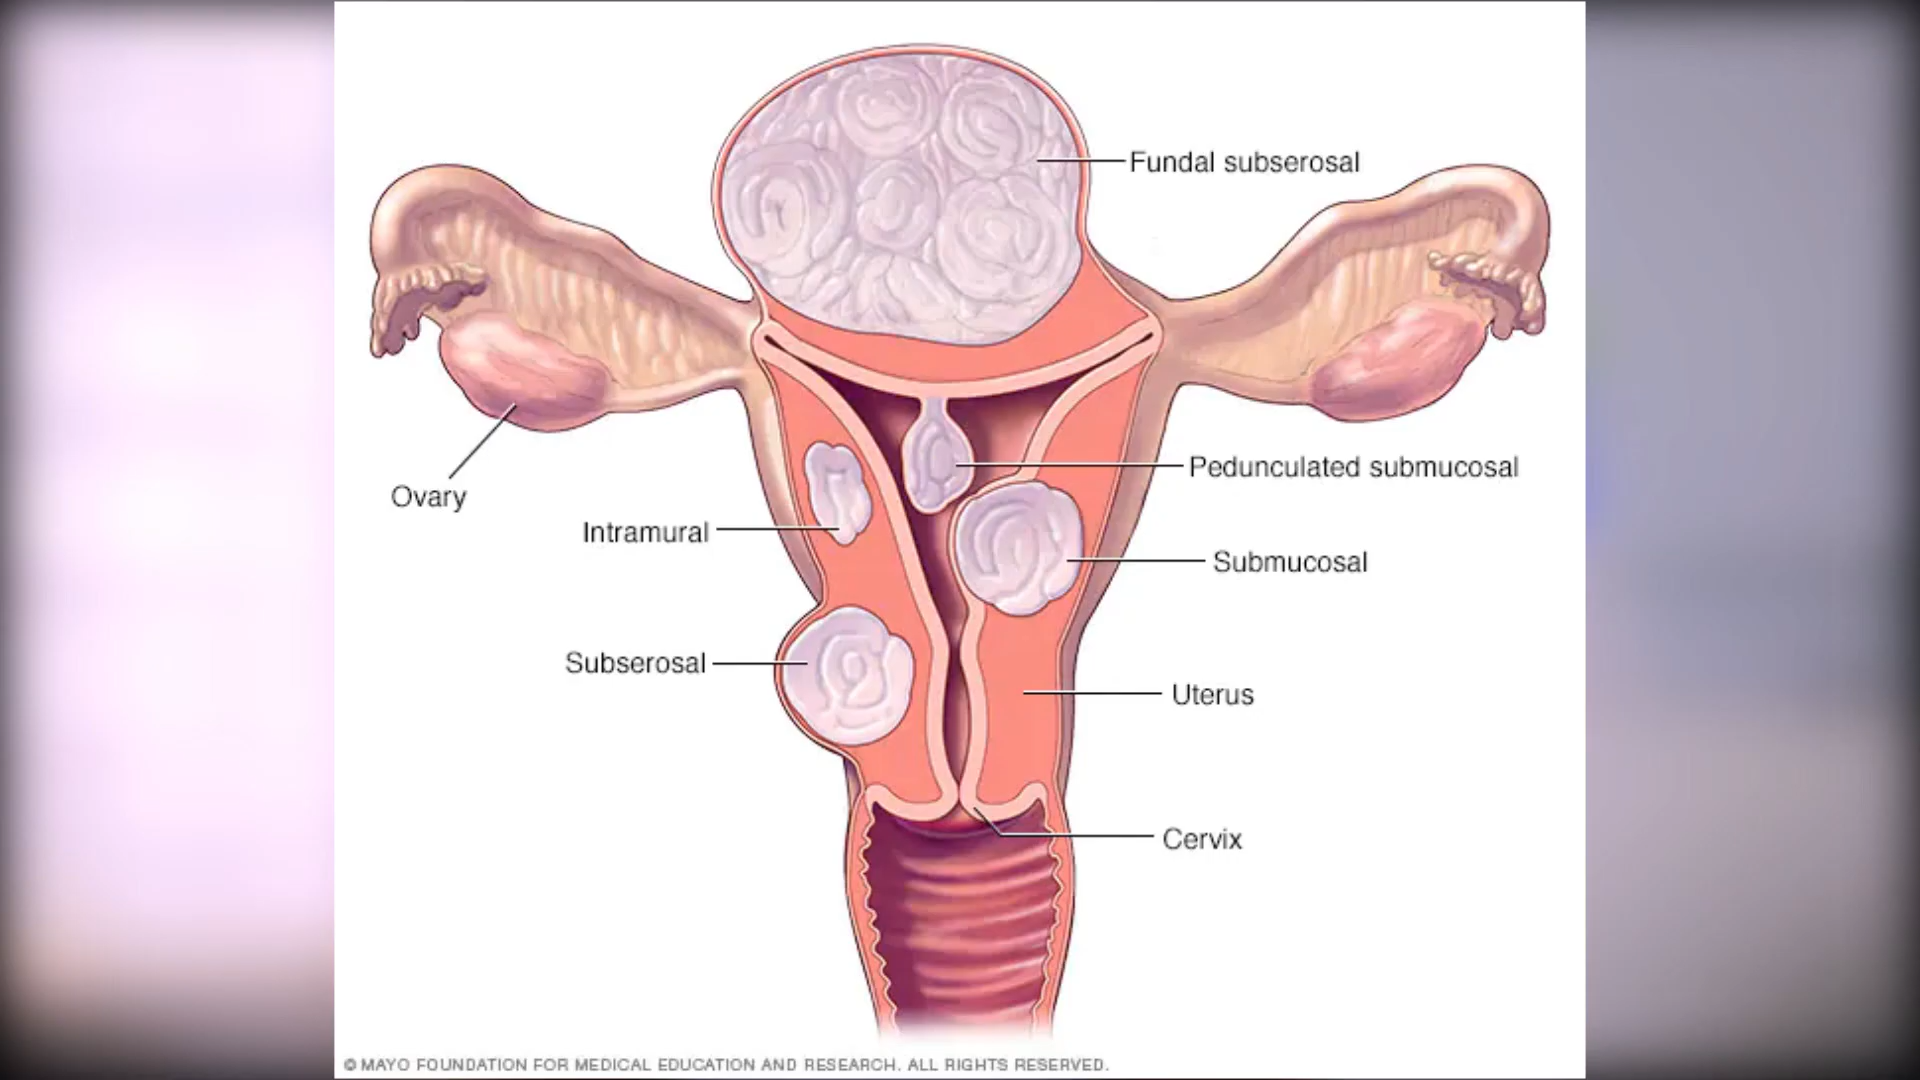 Fundal subserosal
Pedunculated submucosal
Ovary
Intramural
Submucosal
Subserosal
Uterus
Cervix
© MAYO FOUNDATION FOR MEDICAL EDUCATION AND RESEARCH. ALL RIGHTS RESERVED.